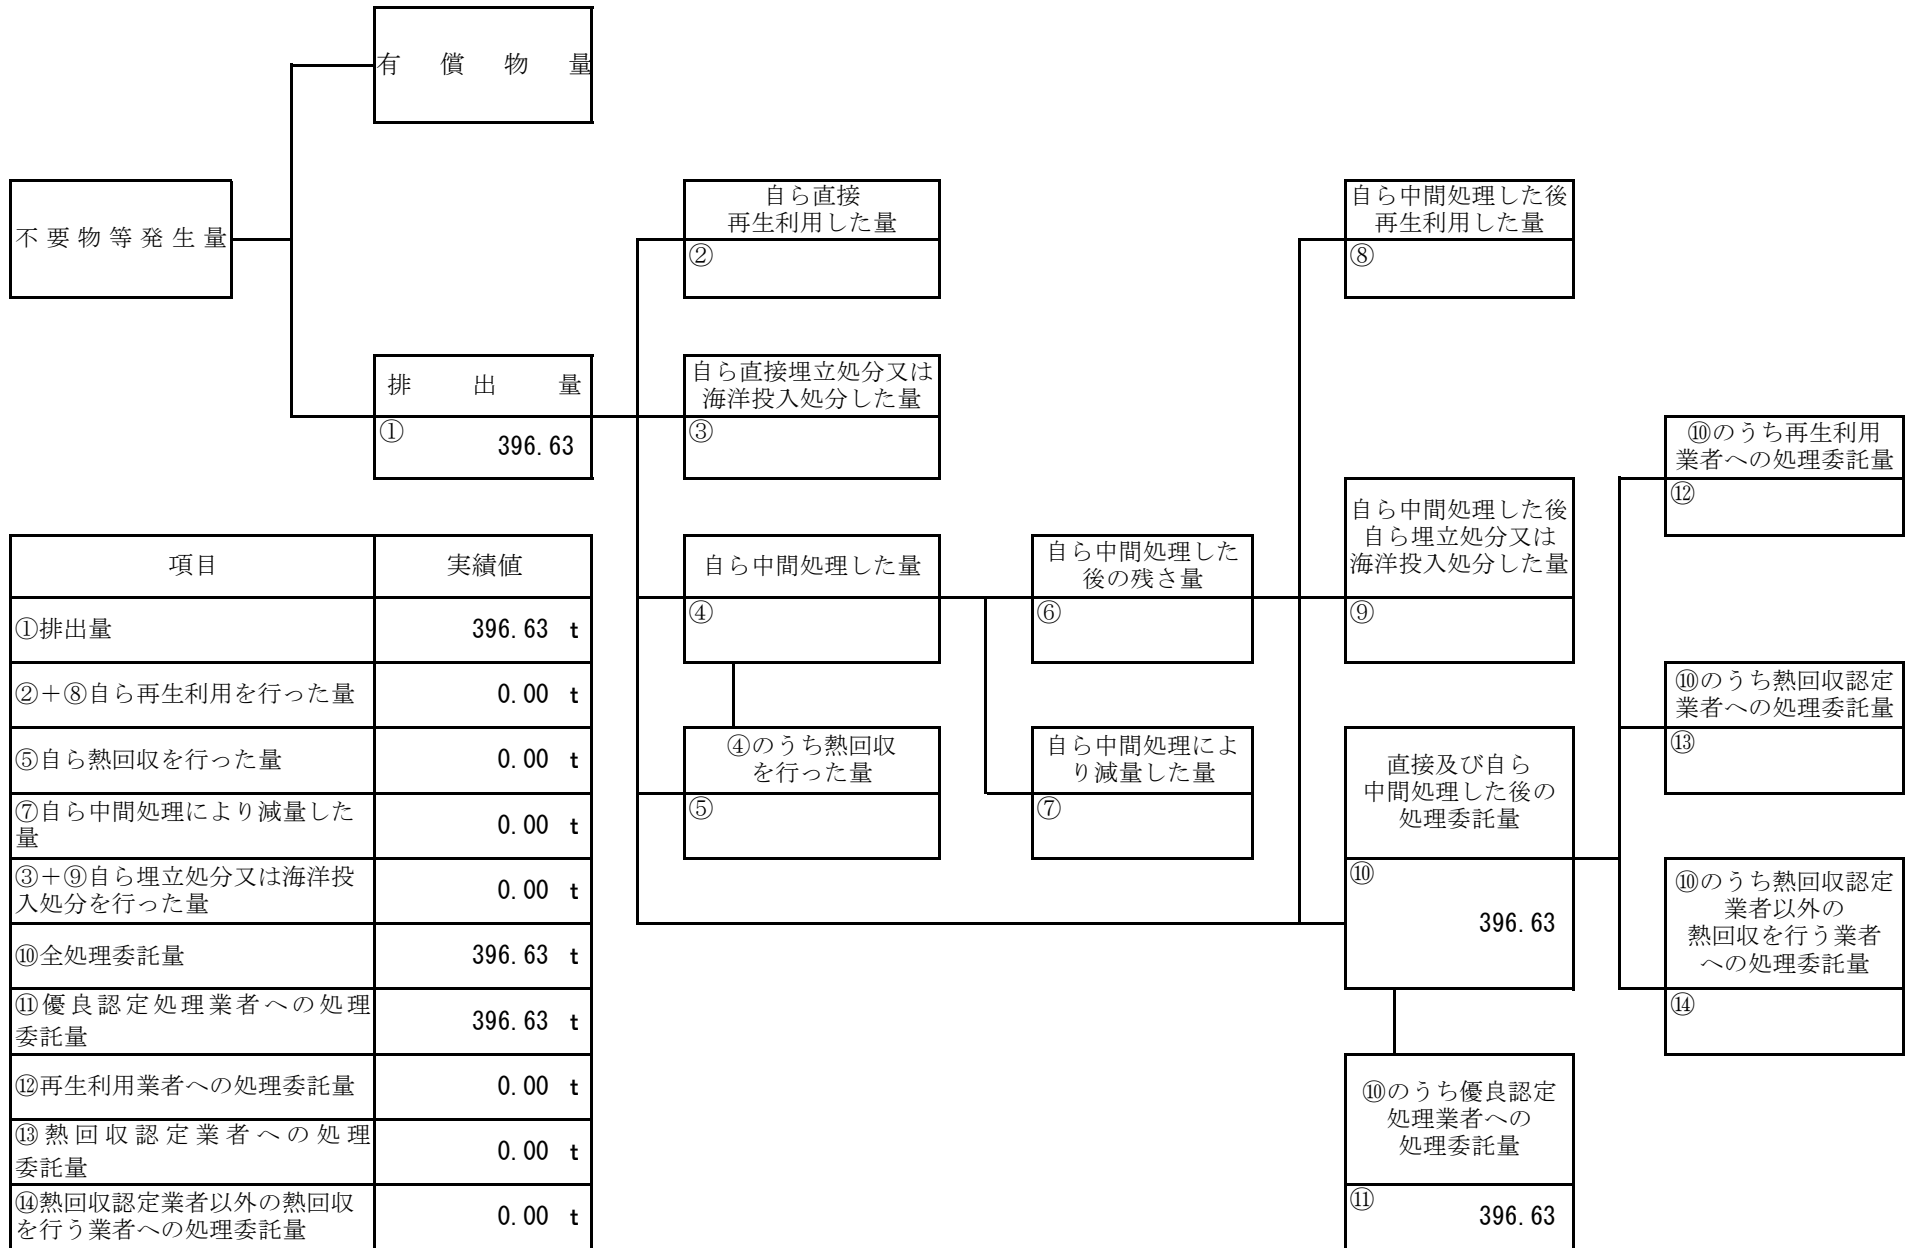 有償物量
不要物等発生量
自ら直接
再生利用した量
②
自ら中間処理した後
再生利用した量
⑧
排出量
①
396.63
自ら直接埋立処分又は
海洋投入処分した量
③
⑩のうち再生利用
業者への処理委託量
⑫
自ら中間処理した後
自ら埋立処分又は
海洋投入処分した量
⑨
自ら中間処理した量
④
自ら中間処理した
後の残さ量
⑥
⑩のうち熱回収認定
業者への処理委託量
⑬
④のうち熱回収
を行った量
⑤
自ら中間処理によ
り減量した量
⑦
直接及び自ら
中間処理した後の
処理委託量
⑩
396.63
⑩のうち熱回収認定
業者以外の
熱回収を行う業者
への処理委託量
⑭
⑩のうち優良認定
処理業者への
処理委託量
⑪
396.63
項目 実績値
①排出量 396.63 t
②+⑧自ら再生利用を行った量 0.00 t
⑤自ら熱回収を行った量 0.00 t
⑦自ら中間処理により減量した
量 0.00 t
③+⑨自ら埋立処分又は海洋投
入処分を行った量 0.00 t
⑩全処理委託量 396.63 t
⑪優良認定処理業者への処理
委託量 396.63 t
⑫再生利用業者への処理委託量 0.00 t
⑬熱回収認定業者への処理
委託量 0.00 t
⑭熱回収認定業者以外の熱回収
を行う業者への処理委託量 0.00 t